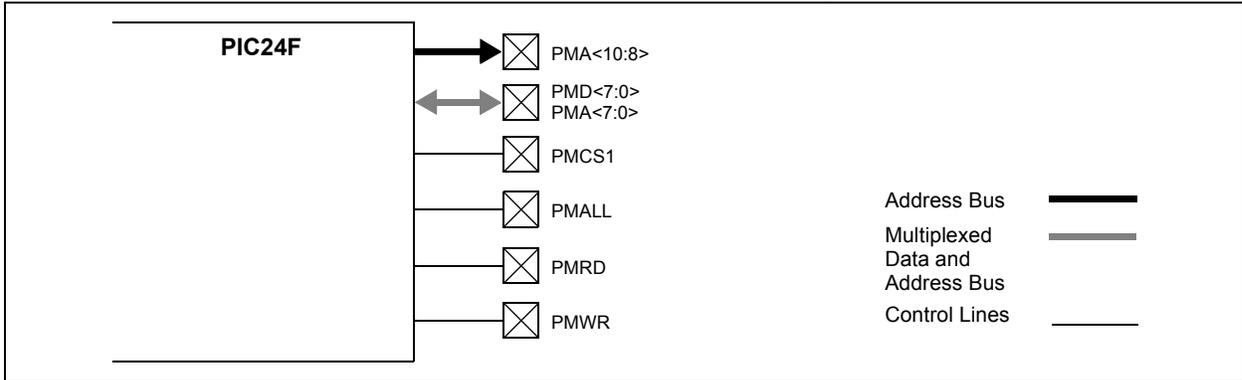 PIC24F
PMA<10:8>
PMD<7:0>
PMA<7:0>
PMCS1
PMALL
PMRD
PMWR
Address Bus
Multiplexed
Data and
Address Bus
Control Lines